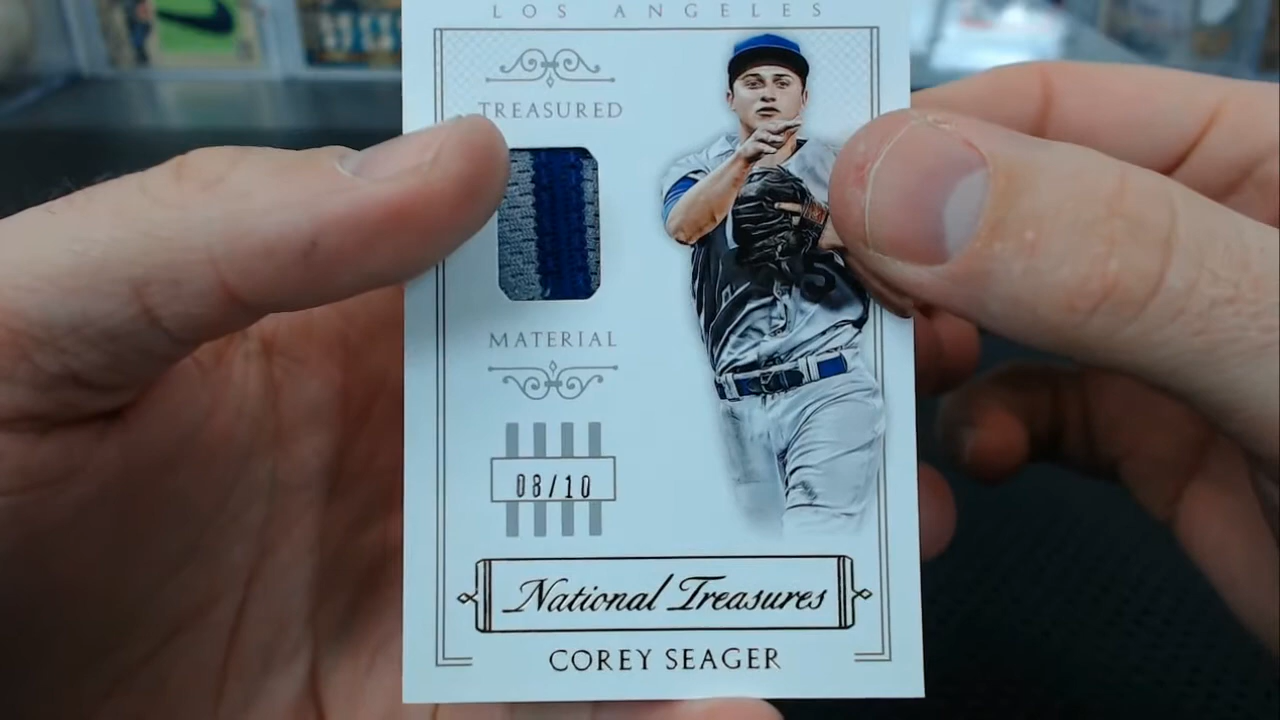 LOS ANGELES
TREASURED
MATERIAL
08/10
National Treasures
COREY SEAGER